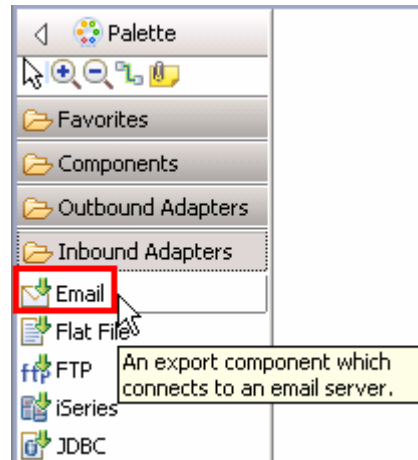 Palette
Favorites
Components
Outbound Adapters
Inbound Adapters
Email
Flat File
FTP
An export component which
connects to an email server.
iSeries
JDBC